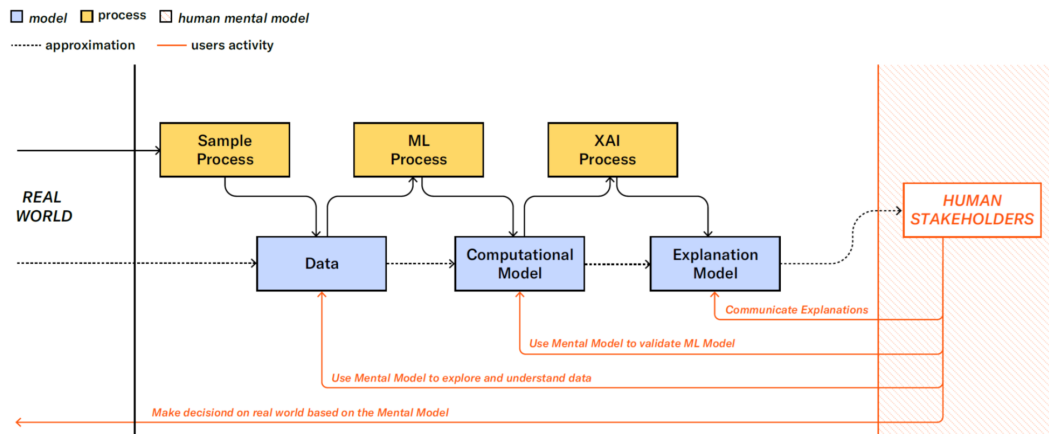 model process human mental model
approximation users activity
Sample
Process
ML
Process
XAI
Process
REAL
WORLD
HUMAN
STAKEHOLDERS
Data
Computational
Model
Explanation
Model
Communicate Explanations
Use Mental Model to validate ML Model
Use Mental Model to explore and understand data
Make decisiond on real world based on the Mental Model